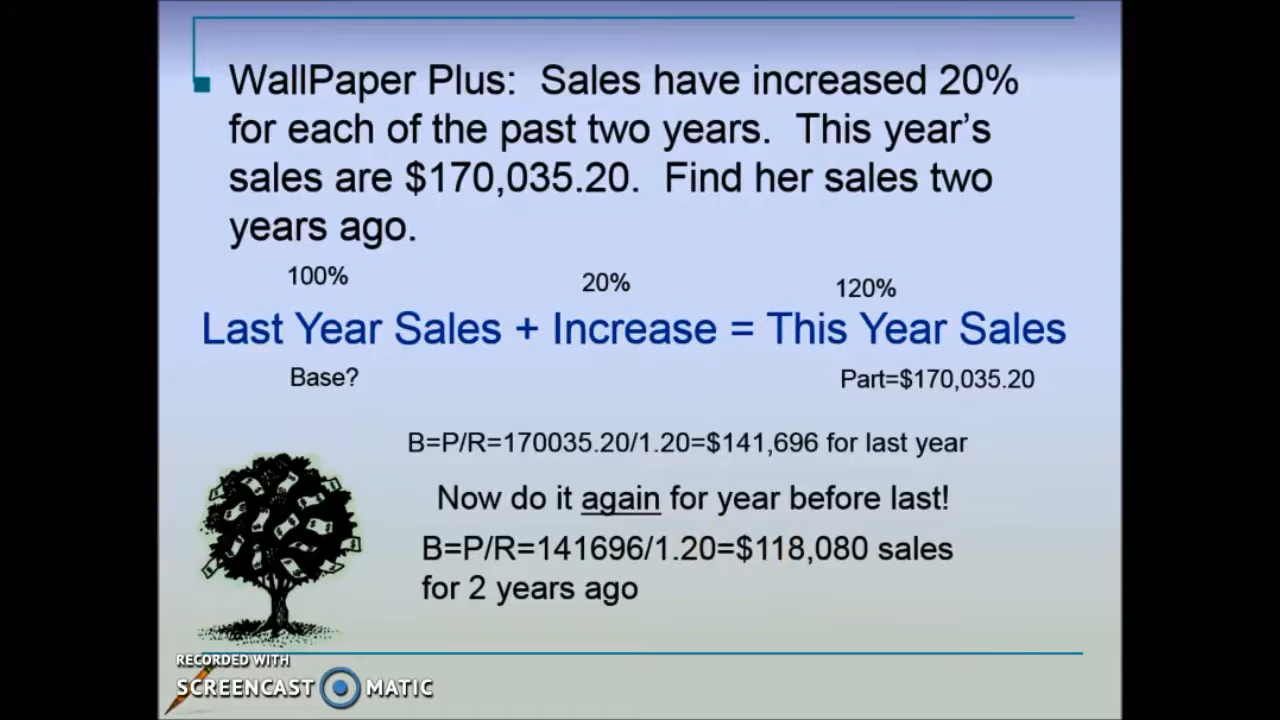 WallPaper Plus:  Sales have increased 20%
for each of the past two years.  This year's
sales are $170,035.20.  Find her sales two
years ago.
100%
20%
120%
Last Year Sales + Increase = This Year Sales
Base?
Part=$170,035.20
B=P/R=170035.20/1.20=$141,696 for last year
Now do it again for year before last!
B=P/R=141696/1.20=$118,080 sales
for 2 years ago
RECORDED WITH
SCREENCAST MATIC